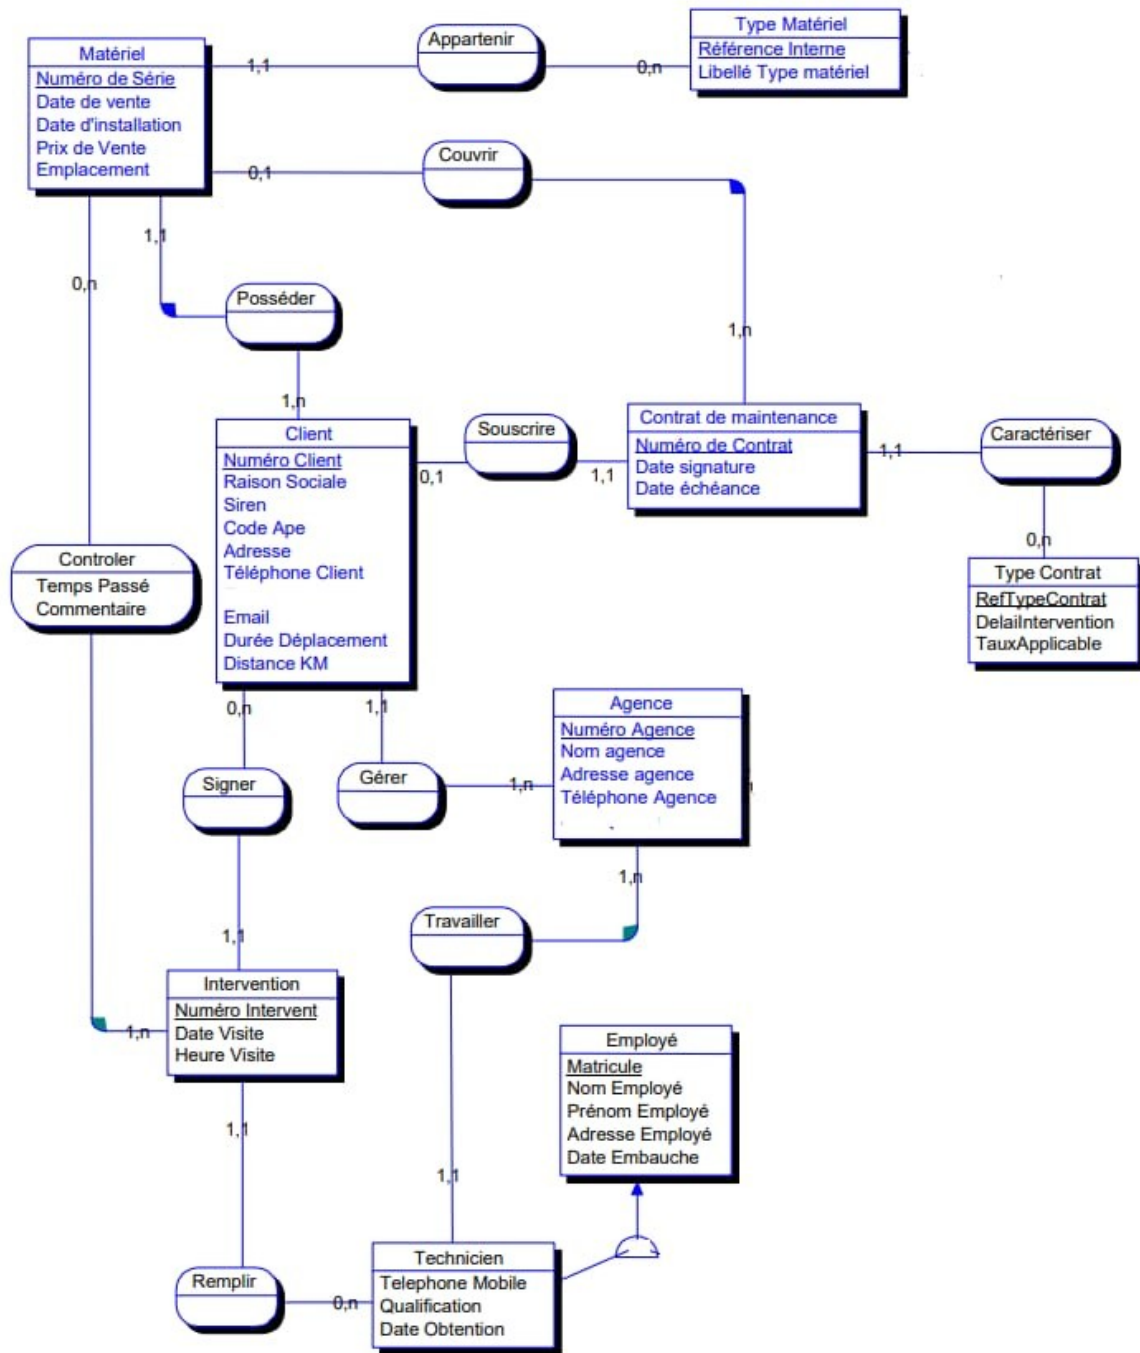 Type Matériel
Référence Interne
Libellé Type matériel
Appartenir
1,1
0,n
Matériel
Numéro de Série
Date de vente
Date d'installation
Prix de Vente
Emplacement
Couvrir
0,1
1,n
1,1
0,n
Posséder
1,n
Client
Numéro Client
Raison Sociale
Siren
Code Ape
Adresse
Téléphone Client
Email
Durée Déplacement
Distance KM
Souscrire
0,1
1,1
Contrat de maintenance
Numéro de Contrat
Date signature
Date échéance
1,1
Caractériser
0,n
Type Contrat
RefTypeContrat
DelaiIntervention
TauxApplicable
Controler
Temps Passé
Commentaire
0,n
1,1
Agence
Numéro Agence
Nom agence
Adresse agence
Téléphone Agence
Signer
Gérer
1,n
1,n
Travailler
1,1
Intervention
Numéro Intervent
Date Visite
Heure Visite
1,n
Employé
Matricule
Nom Employé
Prénom Employé
Adresse Employé
Date Embauche
1,1
1,1
Technicien
Telephone Mobile
Qualification
Date Obtention
Remplir
0,n